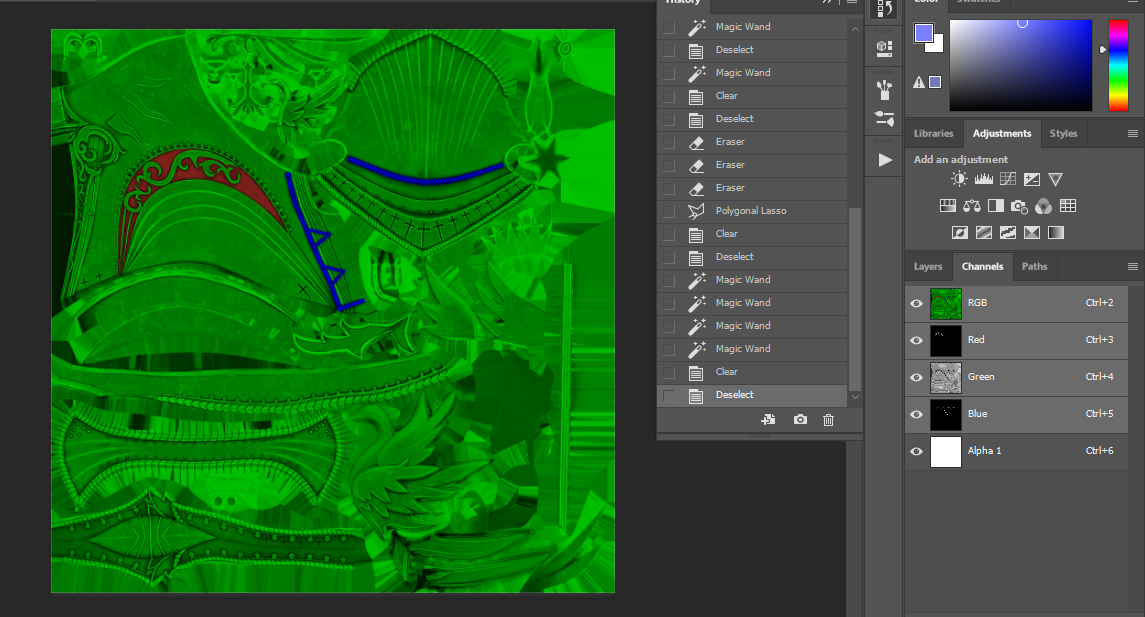 History
Magic Wand
Deselect
Magic Wand
Clear
Deselect
Eraser
Eraser
Eraser
Polygonal Lasso
Clear
Deselect
Magic Wand
Magic Wand
Magic Wand
Magic Wand
Clear
Deselect
Color Swatches
Libraries Adjustments Styles
Add an adjustment
Layers Channels Paths
RGB Ctrl+2
Red Ctrl+3
Green Ctrl+4
Blue Ctrl+5
Alpha 1 Ctrl+6